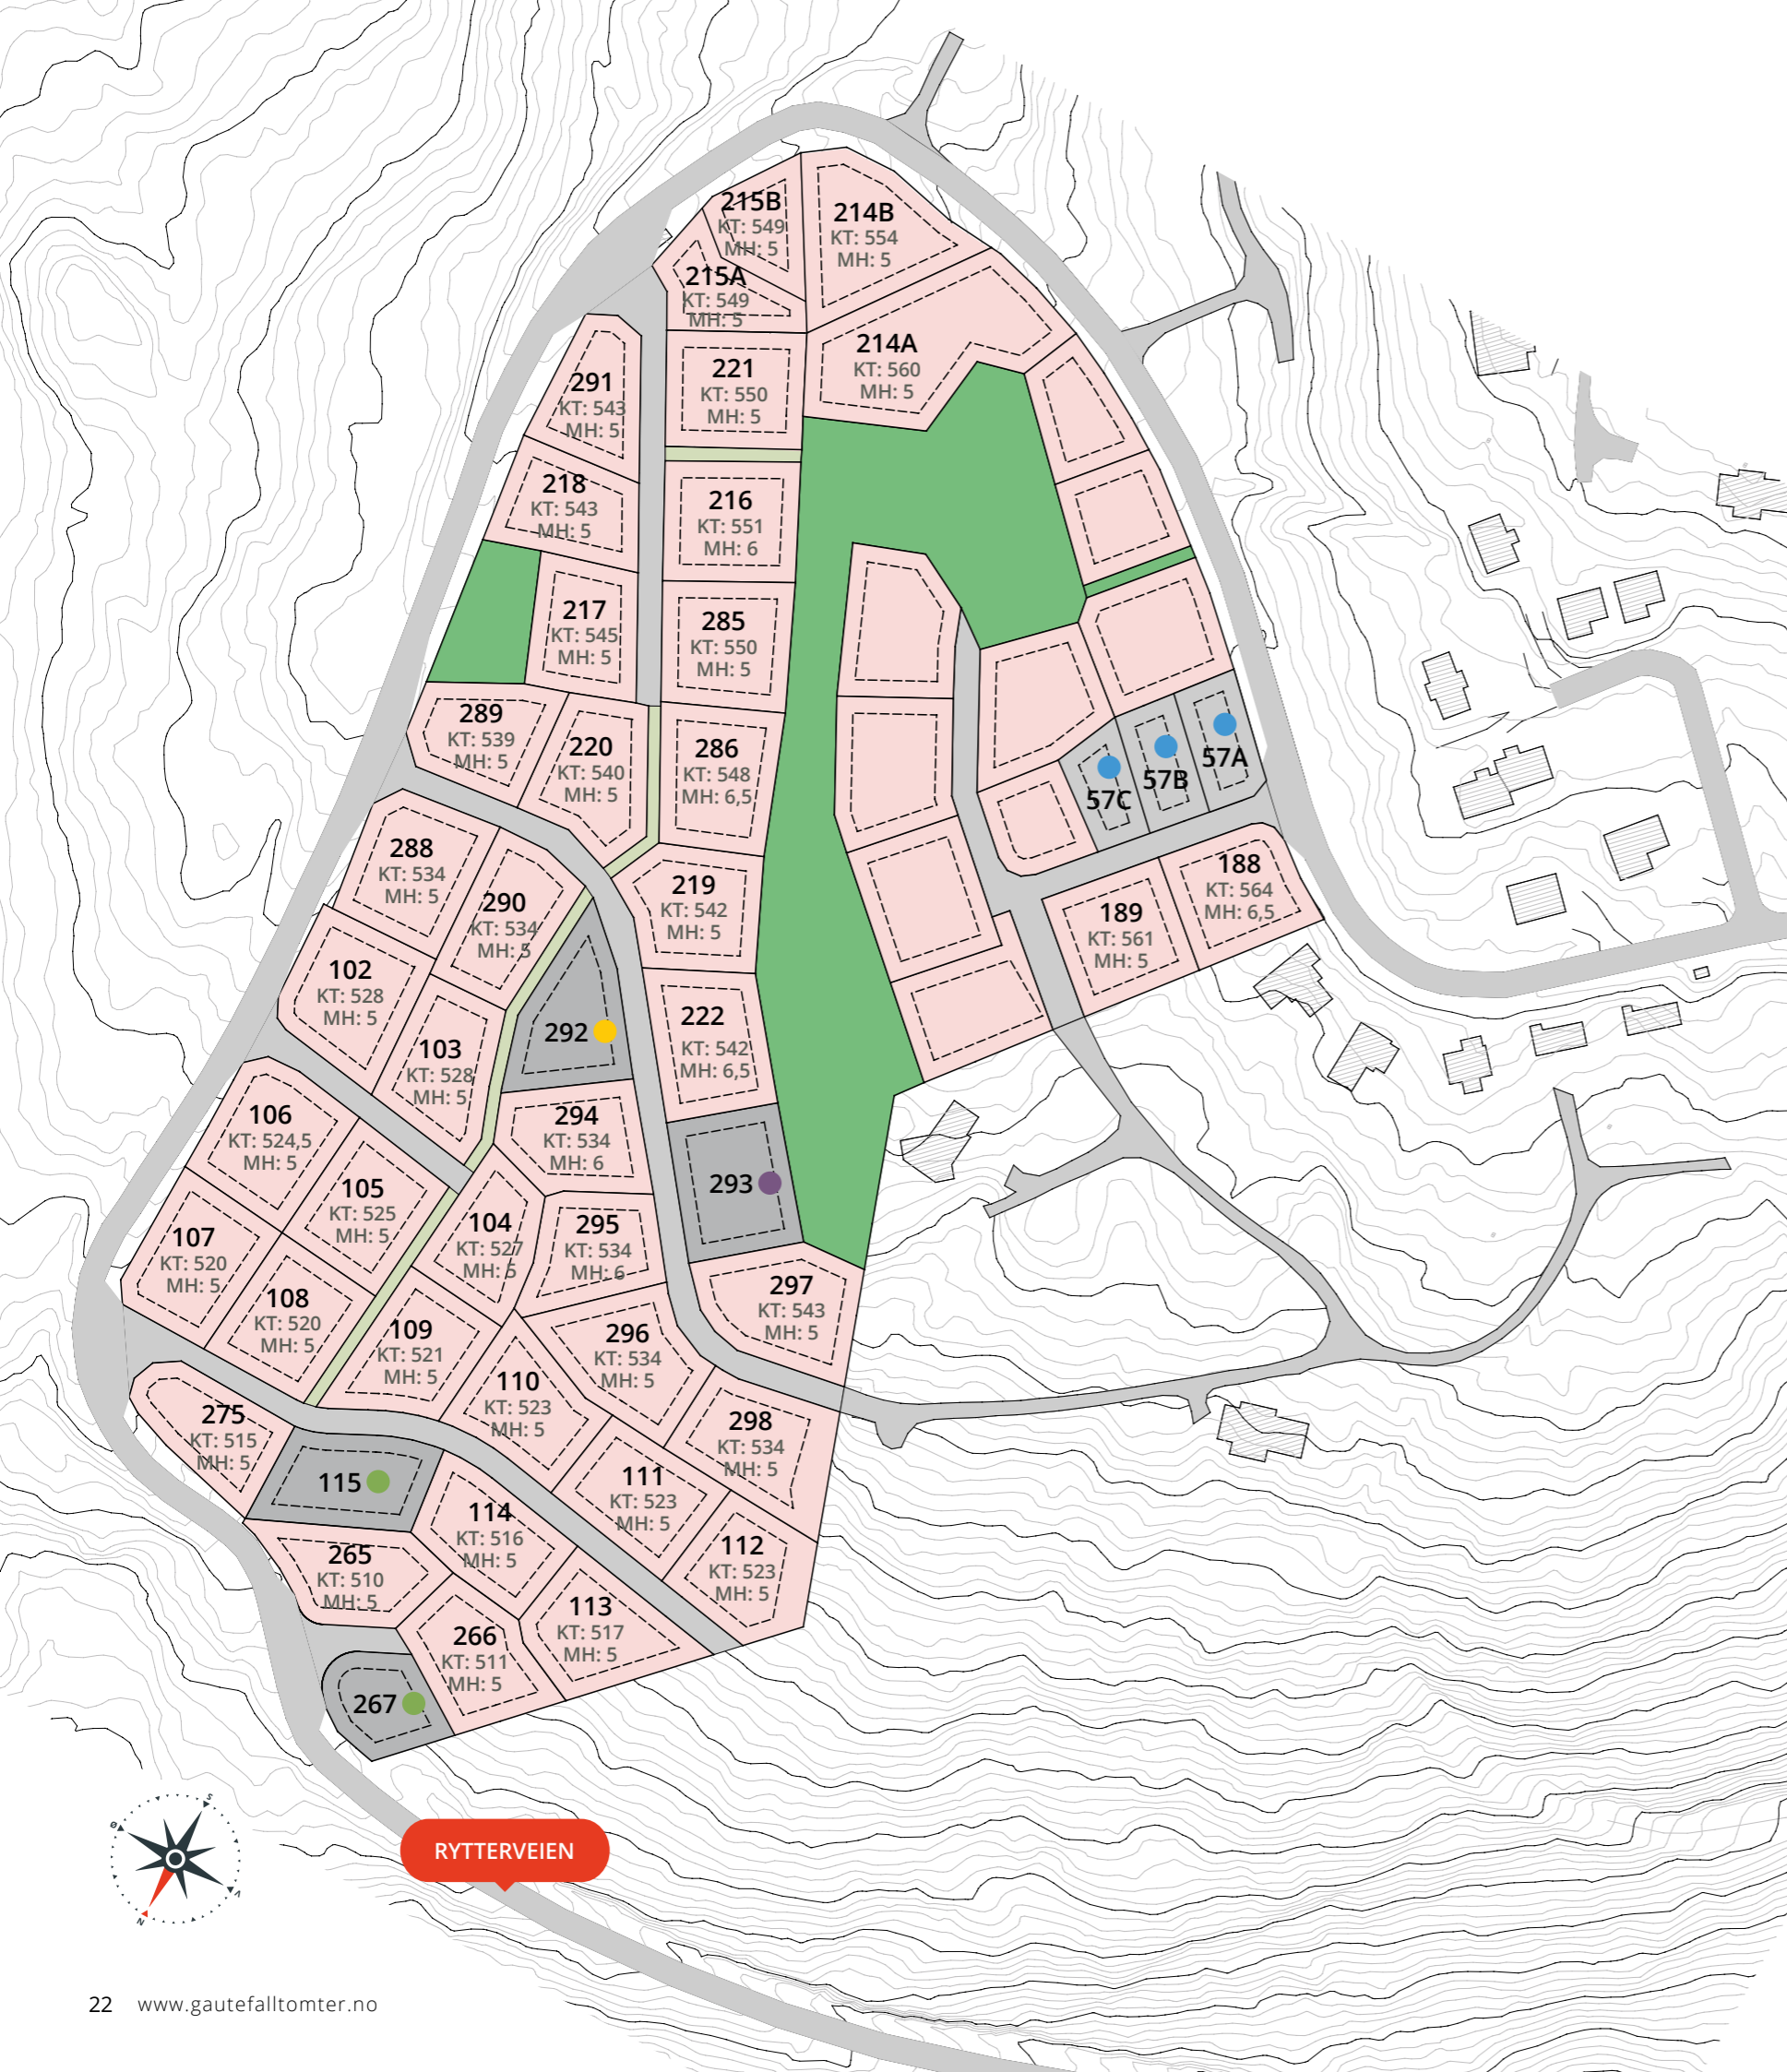 215B
KT: 549
MH: 5
214B
KT: 554
MH: 5
215A
KT: 549
MH: 5
214A
KT: 560
MH: 5
291
KT: 543
MH: 5
221
KT: 550
MH: 5
218
KT: 543
MH: 5
216
KT: 551
MH: 6
217
KT: 545
MH: 5
285
KT: 550
MH: 5
289
KT: 539
MH: 5
220
KT: 540
MH: 5
286
KT: 548
MH: 6,5
57A
57B
57C
288
KT: 534
MH: 5
290
KT: 534
MH: 5
219
KT: 542
MH: 5
188
KT: 564
MH: 6,5
189
KT: 561
MH: 5
102
KT: 528
MH: 5
103
KT: 528
MH: 5
292
222
KT: 542
MH: 6,5
106
KT: 524,5
MH: 5
294
KT: 534
MH: 6
105
KT: 525
MH: 5
293
107
KT: 520
MH: 5
104
KT: 527
MH: 5
295
KT: 534
MH: 6
108
KT: 520
MH: 5
297
KT: 543
MH: 5
109
KT: 521
MH: 5
296
KT: 534
MH: 5
110
KT: 523
MH: 5
275
KT: 515
MH: 5
298
KT: 534
MH: 5
115
111
KT: 523
MH: 5
114
KT: 516
MH: 5
112
KT: 523
MH: 5
265
KT: 510
MH: 5
113
KT: 517
MH: 5
266
KT: 511
MH: 5
267
S
Ø
V
N
RYTTERVEIEN
22 www.gautefalltomter.no